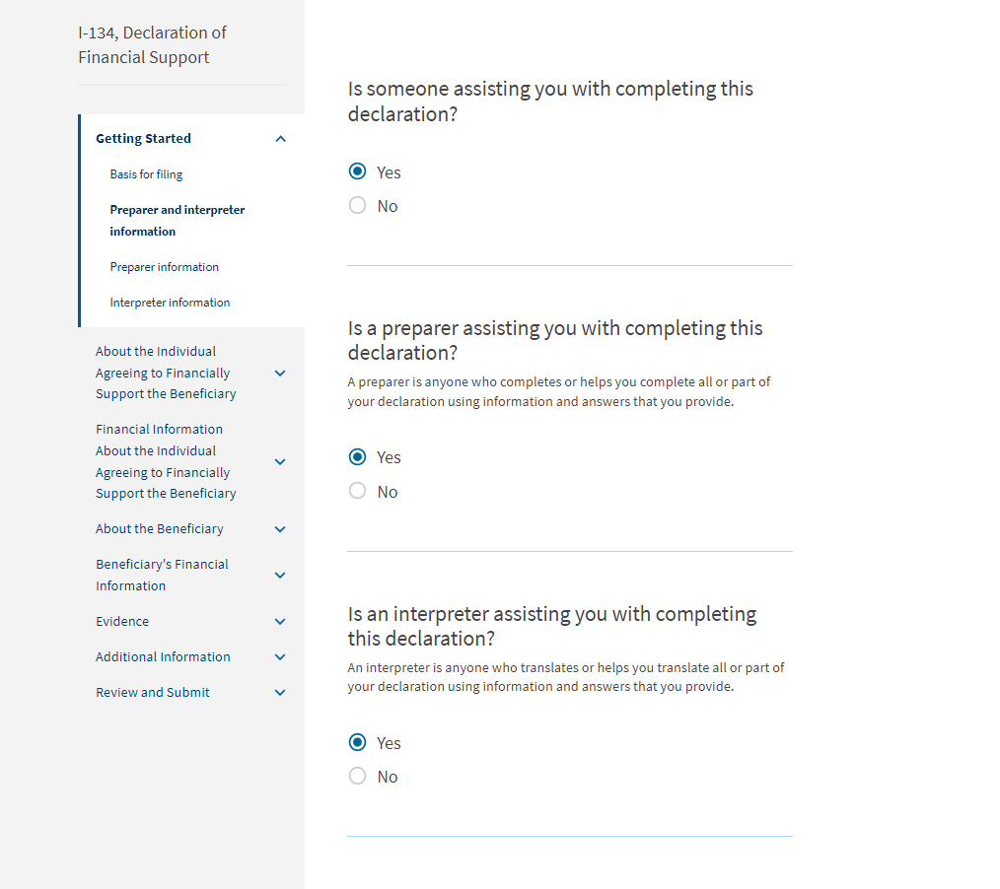 I-134, Declaration of
Financial Support
Getting Started
Basis for filing
Preparer and interpreter
information
Preparer information
Interpreter information
About the Individual
Agreeing to Financially
Support the Beneficiary
Financial Information
About the Individual
Agreeing to Financially
Support the Beneficiary
About the Beneficiary
Beneficiary's Financial
Information
Evidence
Additional Information
Review and Submit
Is someone assisting you with completing this
declaration?
Yes
No
Is a preparer assisting you with completing this
declaration?
A preparer is anyone who completes or helps you complete all or part of
your declaration using information and answers that you provide.
Yes
No
Is an interpreter assisting you with completing
this declaration?
An interpreter is anyone who translates or helps you translate all or part of
your declaration using information and answers that you provide.
Yes
No